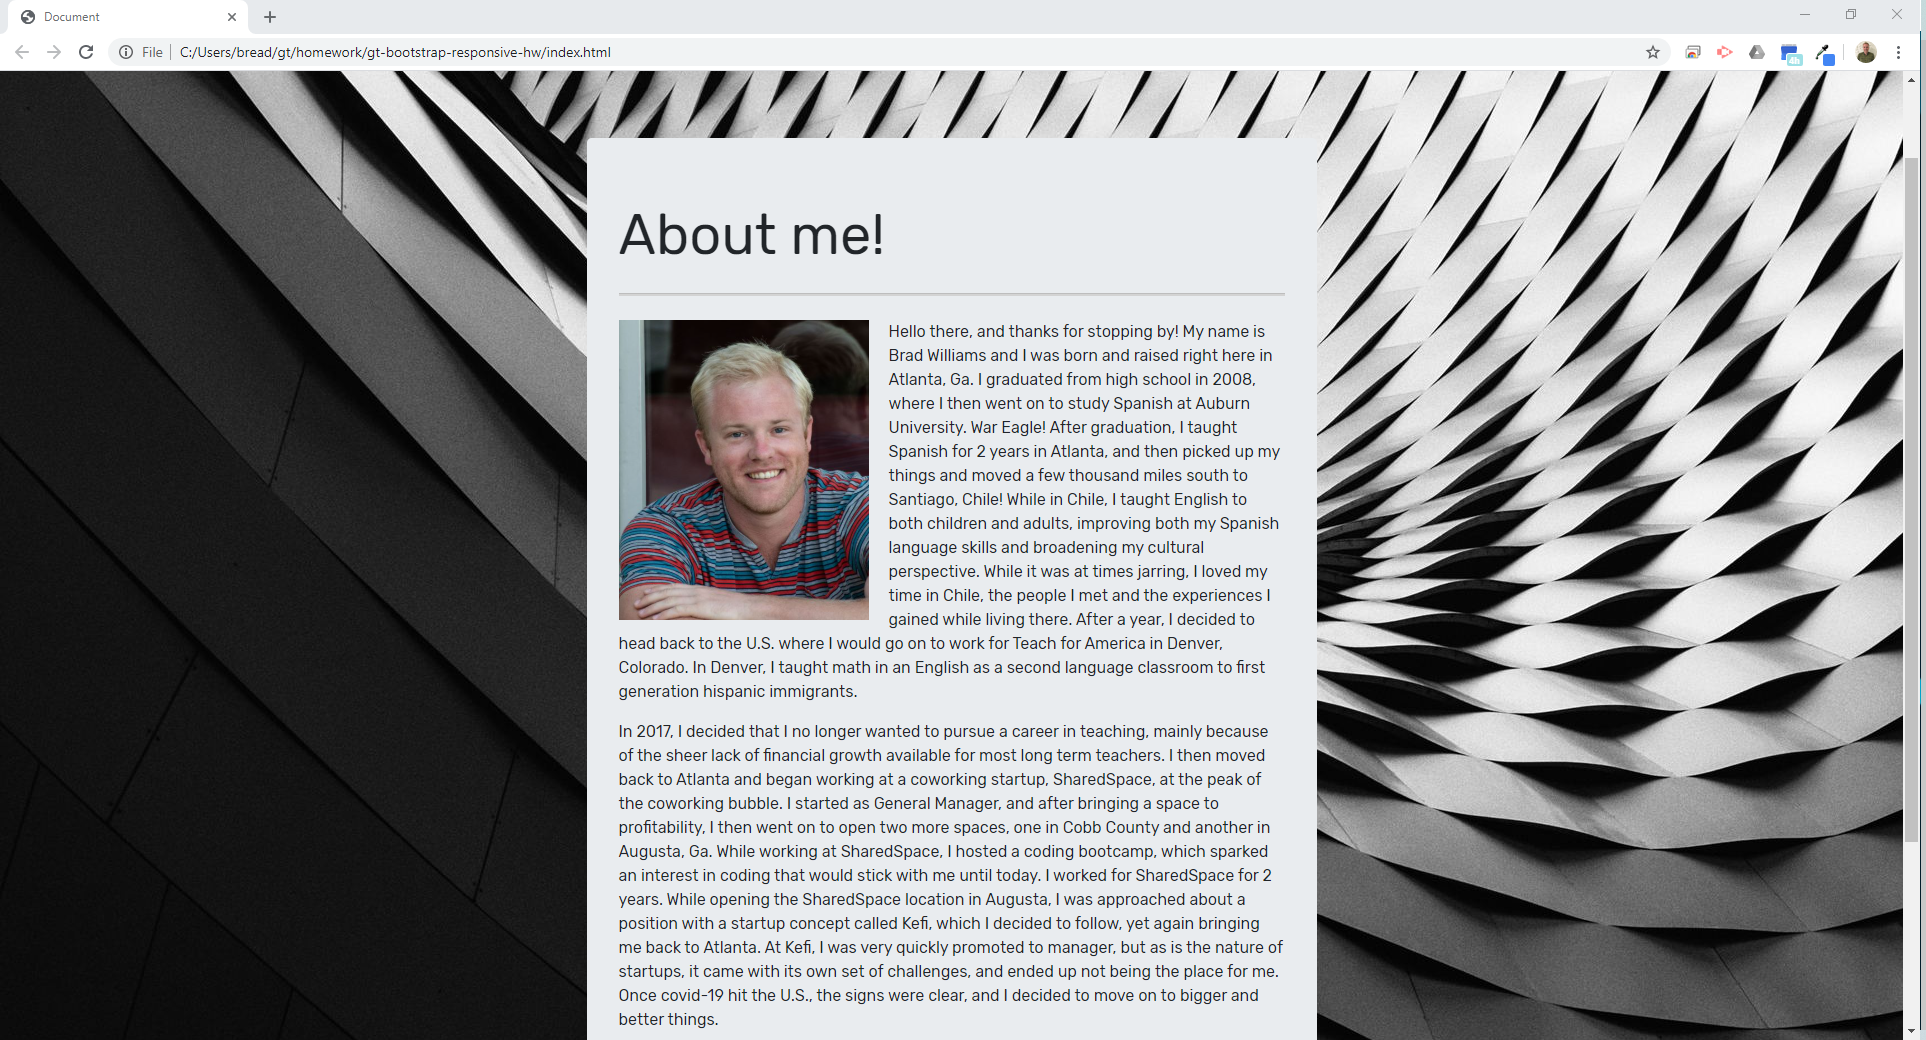 Document
File
C:/Users/bread/gt/homework/gt-bootstrap-responsive-hw/index.html
4h
About me!
Hello there, and thanks for stopping by! My name is
Brad Williams and I was born and raised right here in
Atlanta, Ga. I graduated from high school in 2008,
where I then went on to study Spanish at Auburn
University. War Eagle! After graduation, I taught
Spanish for 2 years in Atlanta, and then picked up my
things and moved a few thousand miles south to
Santiago, Chile! While in Chile, I taught English to
both children and adults, improving both my Spanish
language skills and broadening my cultural
perspective. While it was at times jarring, I loved my
time in Chile, the people I met and the experiences I
gained while living there. After a year, I decided to
head back to the U.S. where I would go on to work for Teach for America in Denver,
Colorado. In Denver, I taught math in an English as a second language classroom to first
generation hispanic immigrants.
In 2017, I decided that I no longer wanted to pursue a career in teaching, mainly because
of the sheer lack of financial growth available for most long term teachers. I then moved
back to Atlanta and began working at a coworking startup, SharedSpace, at the peak of
the coworking bubble. I started as General Manager, and after bringing a space to
profitability, I then went on to open two more spaces, one in Cobb County and another in
Augusta, Ga. While working at SharedSpace, I hosted a coding bootcamp, which sparked
an interest in coding that would stick with me until today. I worked for SharedSpace for 2
years. While opening the SharedSpace location in Augusta, I was approached about a
position with a startup concept called Kefi, which I decided to follow, yet again bringing
me back to Atlanta. At Kefi, I was very quickly promoted to manager, but as is the nature of
startups, it came with its own set of challenges, and ended up not being the place for me.
Once covid-19 hit the U.S., the signs were clear, and I decided to move on to bigger and
better things.